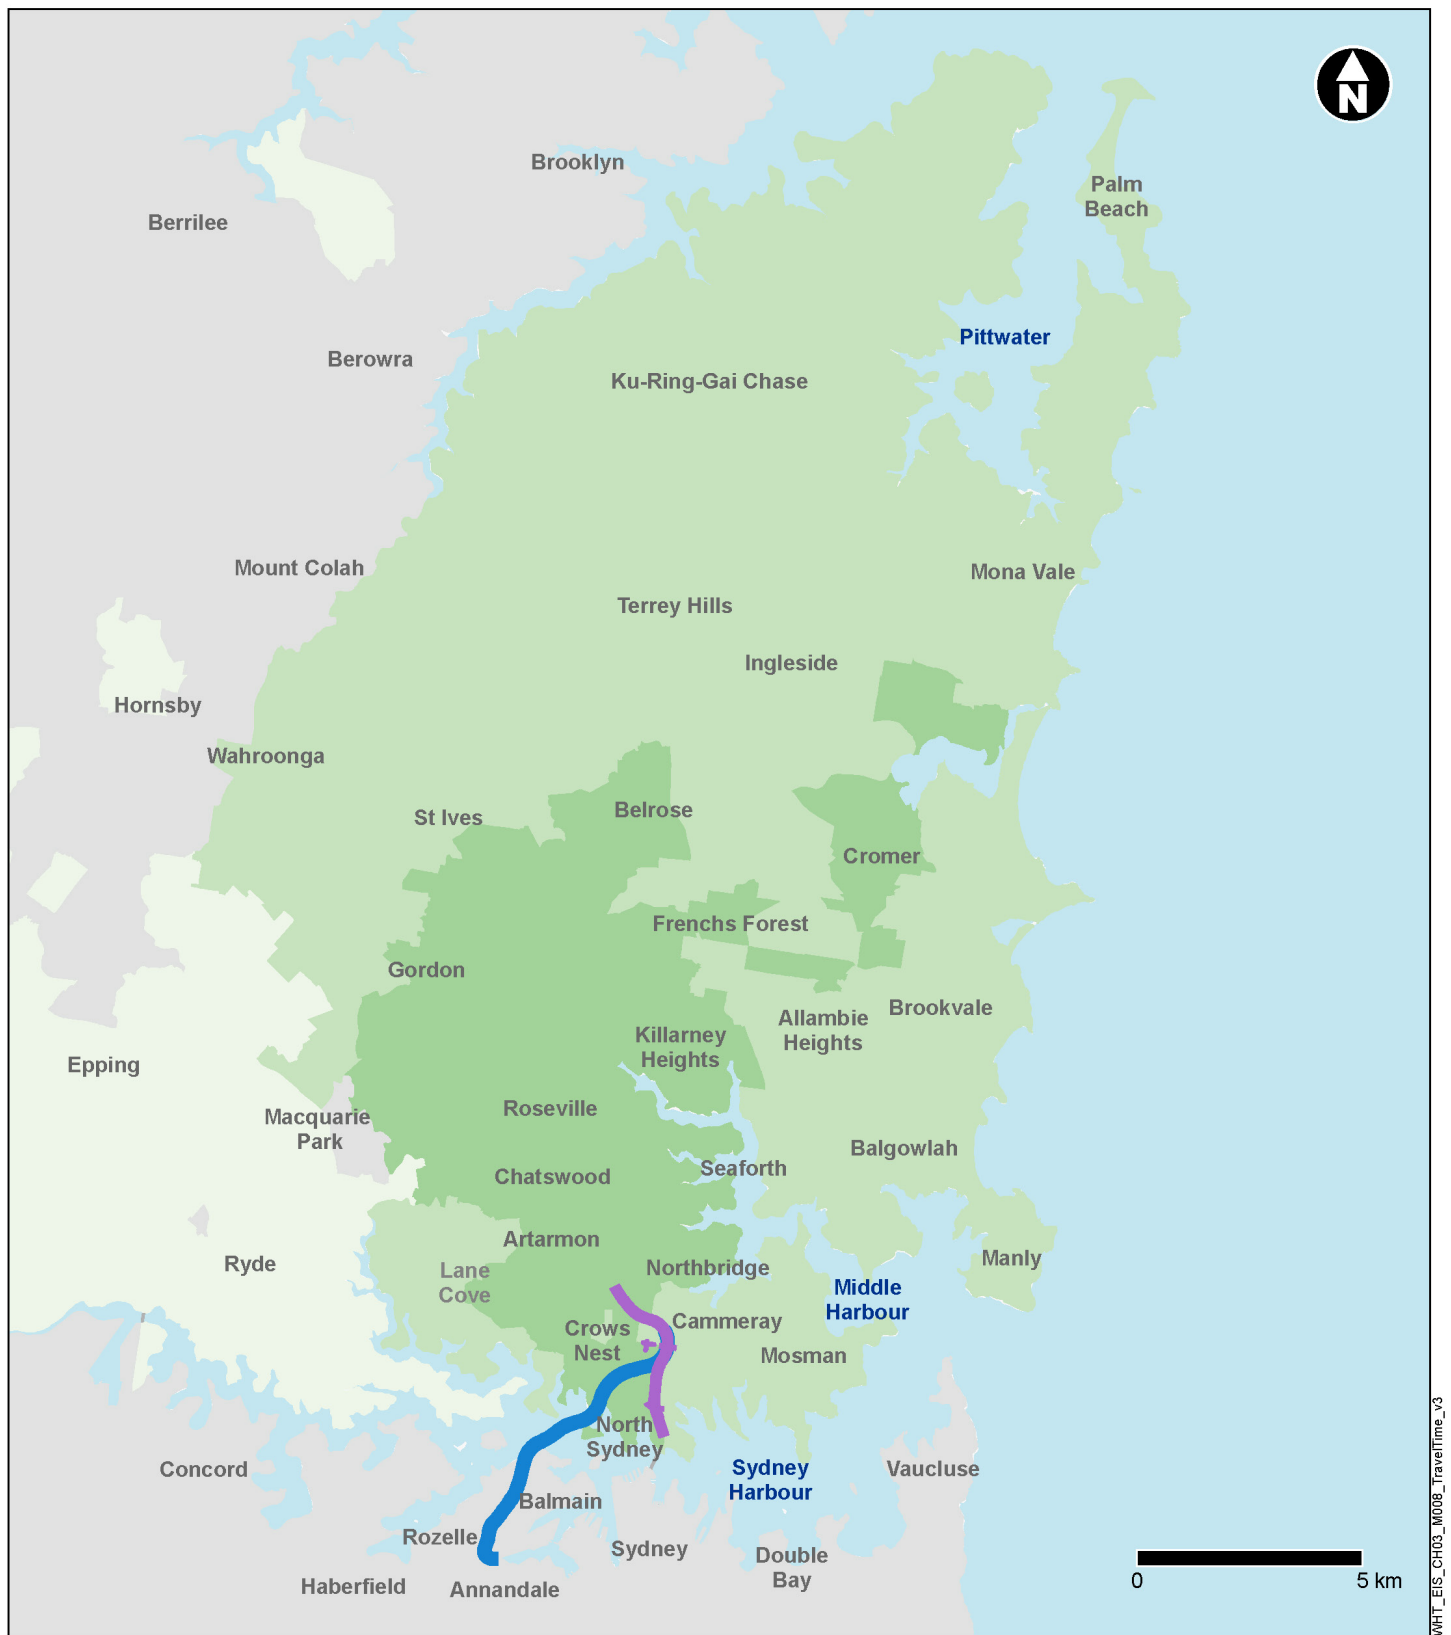 N
Brooklyn
Palm
Beach
Berrilee
Pittwater
Berowra
Ku-Ring-Gai Chase
Mount Colah
Mona Vale
Terrey Hills
Ingleside
Hornsby
Wahroonga
Belrose
St Ives
Cromer
Frenchs Forest
Gordon
Brookvale
Allambie
Heights
Killarney
Heights
Epping
Roseville
Macquarie
Park
Balgowlah
Seaforth
Chatswood
Artarmon
Manly
Ryde
Northbridge
Lane
Cove
Middle
Harbour
Cammeray
Crows
Nest
Mosman
North
Sydney
Concord
Sydney
Harbour
Vaucluse
Balmain
Rozelle
Sydney
Double
Bay
Haberfield
Annandale
0 5 km
WHT_EIS_CH03_M008_TravelTime_v3